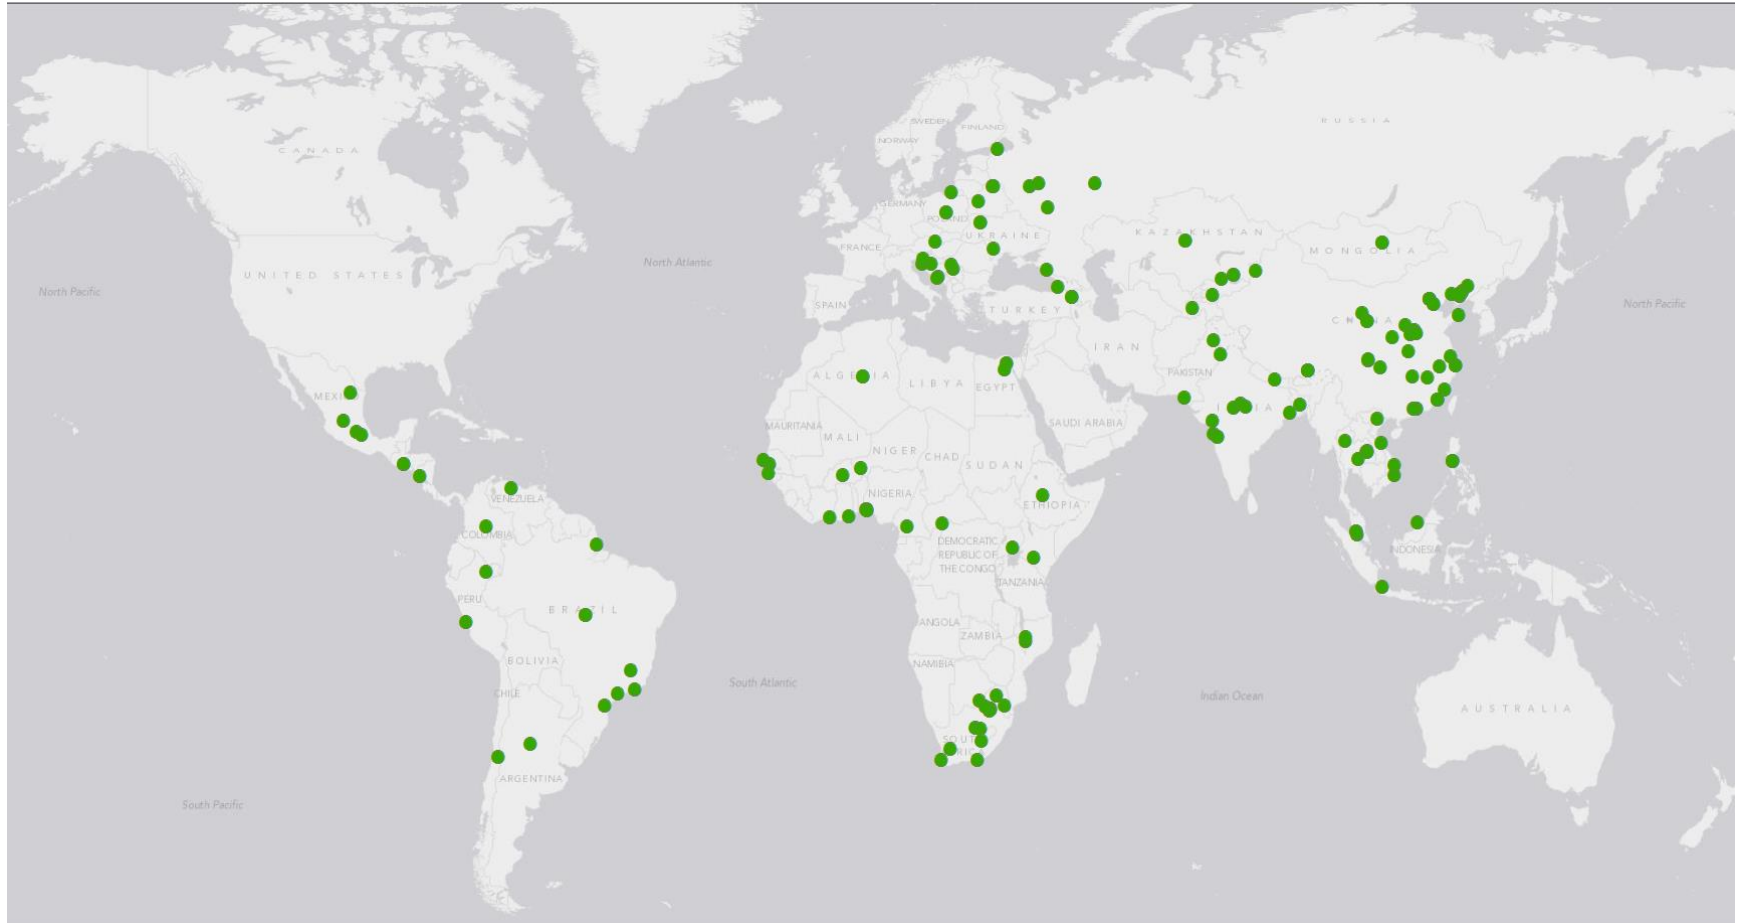 RUSSIA
SWEDEN
FINLAND
NORWAY
CANADA
GERMANY
POLAND
UKRAINE
KAZAKHSTAN
FRANCE
MONGOLIA
North Atlantic
UNITED STATES
North Pacific
SPAIN
TURKEY
North Pacific
CHINA
IRAN
PAKISTAN
ALGERIA
LIBYA
EGYPT
MEXICO
INDIA
SAUDI ARABIA
MAURITANIA
MALI
NIGER
CHAD
SUDAN
VENEZUELA
NIGERIA
ETHIOPIA
COLOMBIA
DEMOCRATIC
REPUBLIC OF
THE CONGO
INDONESIA
TANZANIA
PERU
BRAZIL
ANGOLA
ZAMBIA
BOLIVIA
NAMIBIA
South Atlantic
CHILE
Indian Ocean
AUSTRALIA
SOUTH
AFRICA
ARGENTINA
South Pacific